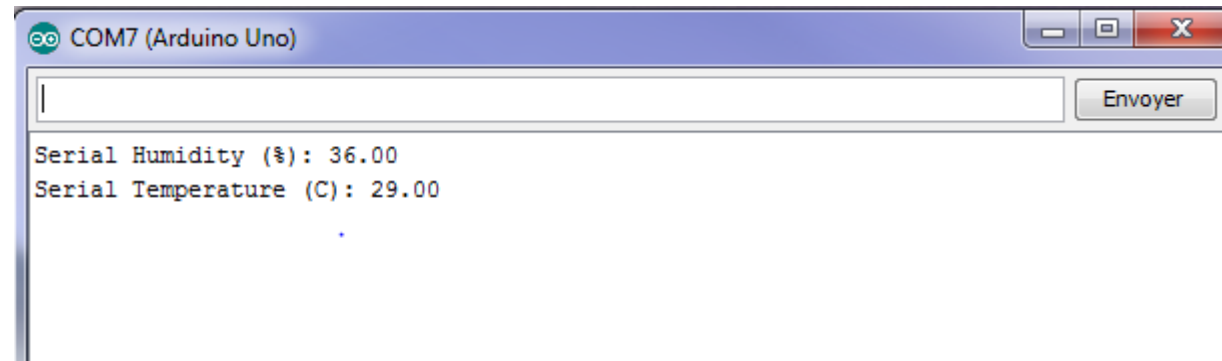 COM7 (Arduino Uno)
Envoyer
Serial Humidity (%): 36.00
Serial Temperature (C): 29.00